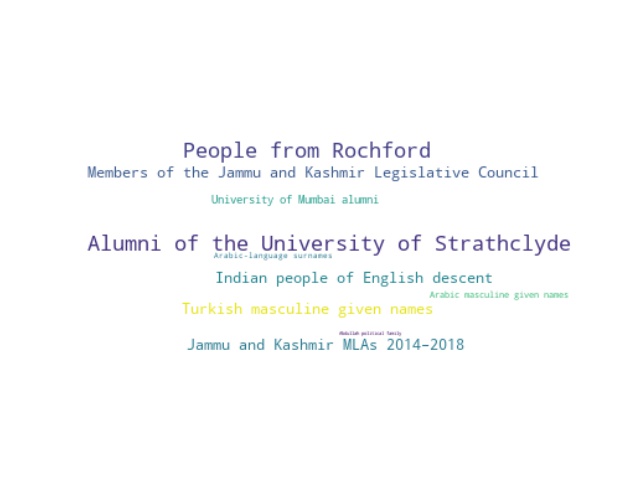 People from Rochford
Members of the Jammu and Kashmir Legislative Council
University of Mumbai alumni
Alumni of the University of Strathclyde
Arabic-language surnames
Indian people of English descent
Arabic masculine given names
Turkish masculine given names
Abdullah political family
Jammu and Kashmir MLAs 2014–2018